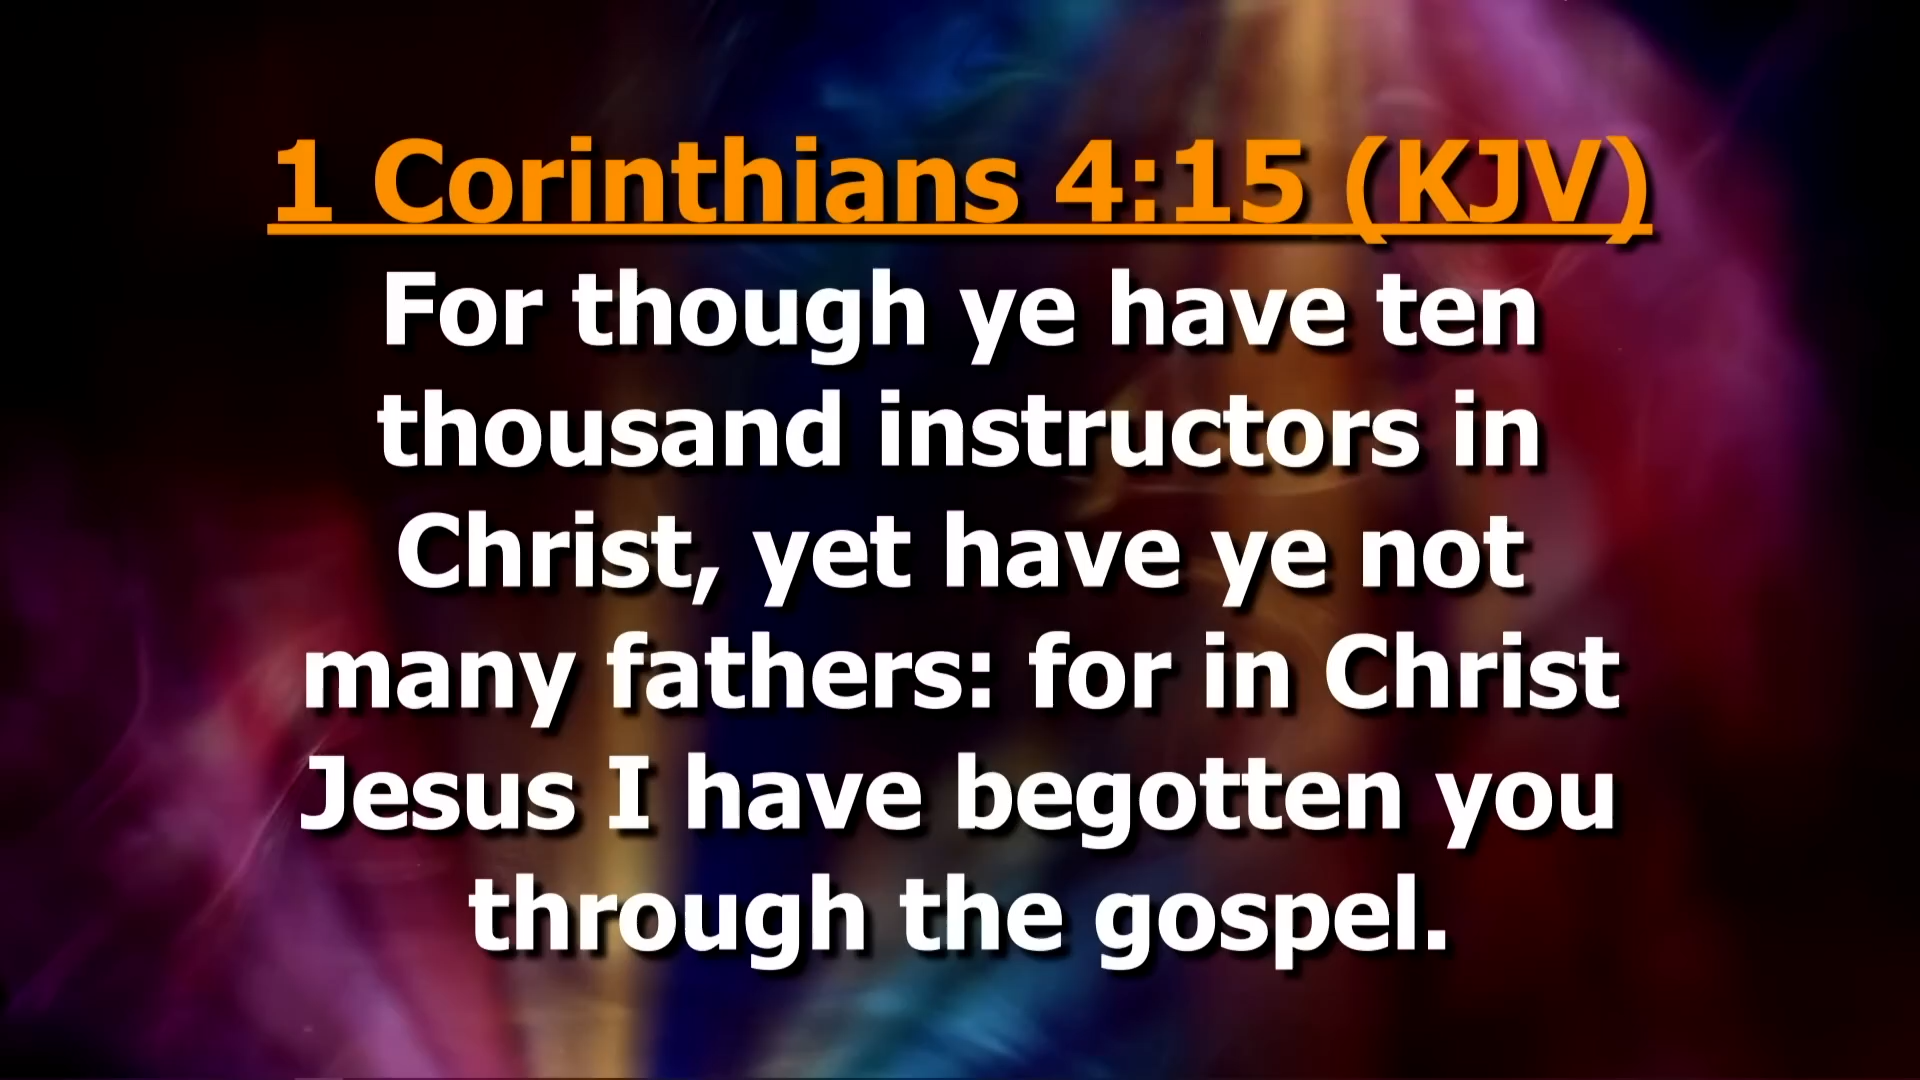 1 Corinthians 4:15 (KJV)
For though ye have ten
thousand instructors in
Christ, yet have ye not
many fathers: for in Christ
Jesus I have begotten you
through the gospel.